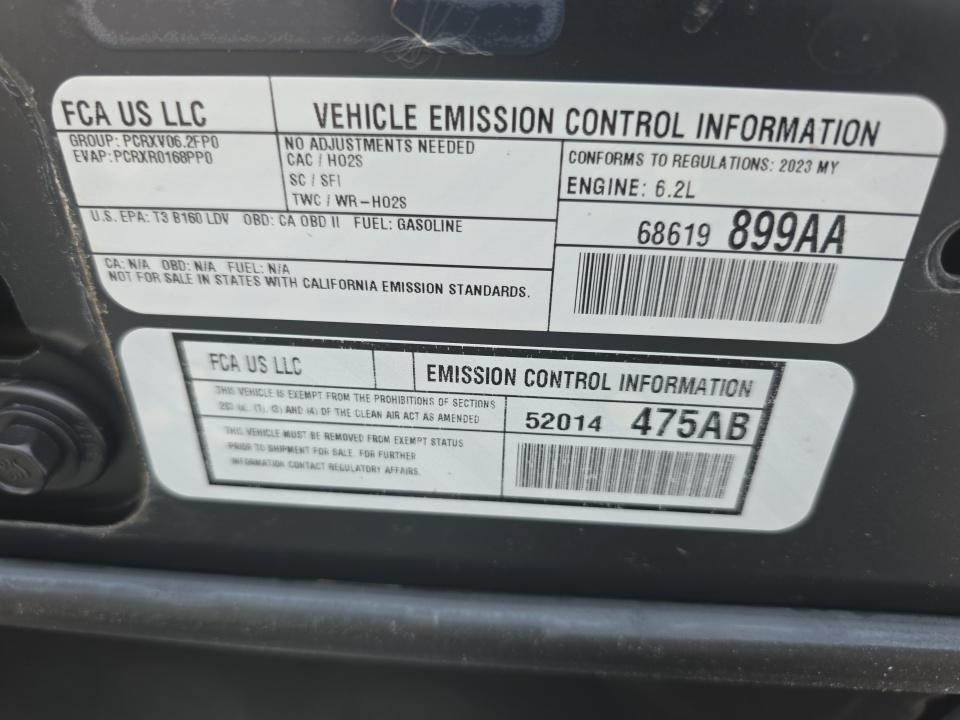 FCA US LLC
VEHICLE EMISSION CONTROL INFORMATION
GROUP: PCRXV06.2FP0
EVAP: PCRXR0168PP0
NO ADJUSTMENTS NEEDED
CAC / HO2S
SC / SFI
TWC / WR-HO2S
CONFORMS TO REGULATIONS: 2023 MY
ENGINE: 6.2L
U.S. EPA: T3 B160 LDV OBD: CA OBD II FUEL: GASOLINE
68619 899AA
CA: N/A OBD: N/A FUEL: N/A
NOT FOR SALE IN STATES WITH CALIFORNIA EMISSION STANDARDS.
FCA US LLC
EMISSION CONTROL INFORMATION
THIS VEHICLE IS EXEMPT FROM THE PROHIBITIONS OF SECTIONS
(1), (3) AND (4) OF THE CLEAN AIR ACT AS AMENDED
52014 475AB
THIS VEHICLE MUST BE REMOVED FROM EXEMPT STATUS
PRIOR TO SHIPMENT FOR SALE. FOR FURTHER
INFORMATION CONTACT REGULATORY AFFAIRS.